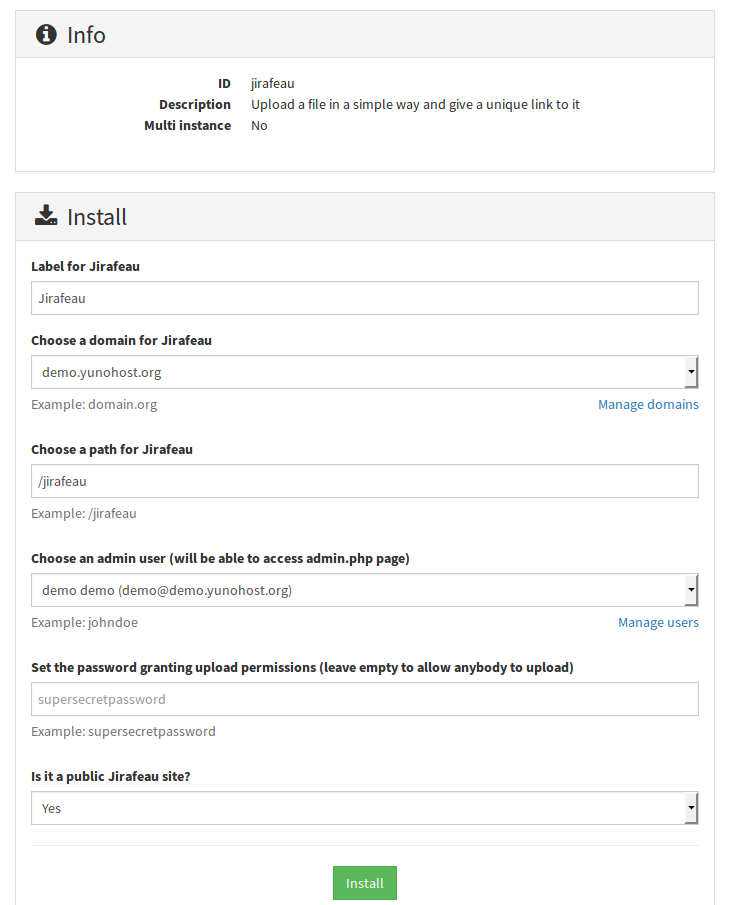 Info
ID jirafeau
Description Upload a file in a simple way and give a unique link to it
Multi instance No
Install
Label for Jirafeau
Jirafeau
Choose a domain for Jirafeau
demo.yunohost.org
Example: domain.org Manage domains
Choose a path for Jirafeau
/jirafeau
Example: /jirafeau
Choose an admin user (will be able to access admin.php page)
demo demo (demo@demo.yunohost.org)
Example: johndoe Manage users
Set the password granting upload permissions (leave empty to allow anybody to upload)
supersecretpassword
Example: supersecretpassword
Is it a public Jirafeau site?
Yes
Install